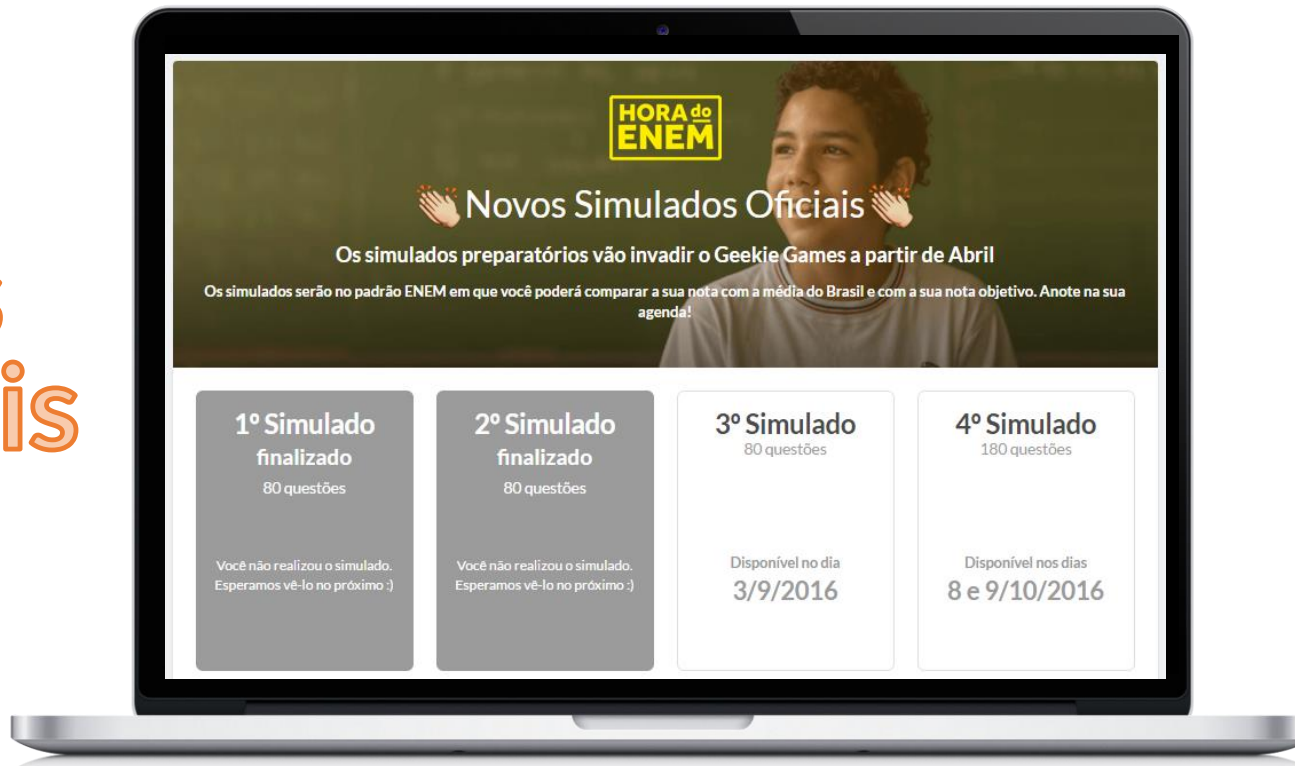 HORA do
ENEM
Novos Simulados Oficiais
Os simulados preparatórios vão invadir o Geekie Games a partir de Abril
Os simulados serão no padrão ENEM em que você poderá comparar a sua nota com a média do Brasil e com a sua nota objetivo. Anote na sua
agenda!
s
is
1º Simulado
finalizado
80 questões
Você não realizou o simulado.
Esperamos vê-lo no próximo :)
2º Simulado
finalizado
80 questões
Você não realizou o simulado.
Esperamos vê-lo no próximo :)
3º Simulado
80 questões
Disponível no dia
3/9/2016
4º Simulado
180 questões
Disponível nos dias
8 e 9/10/2016